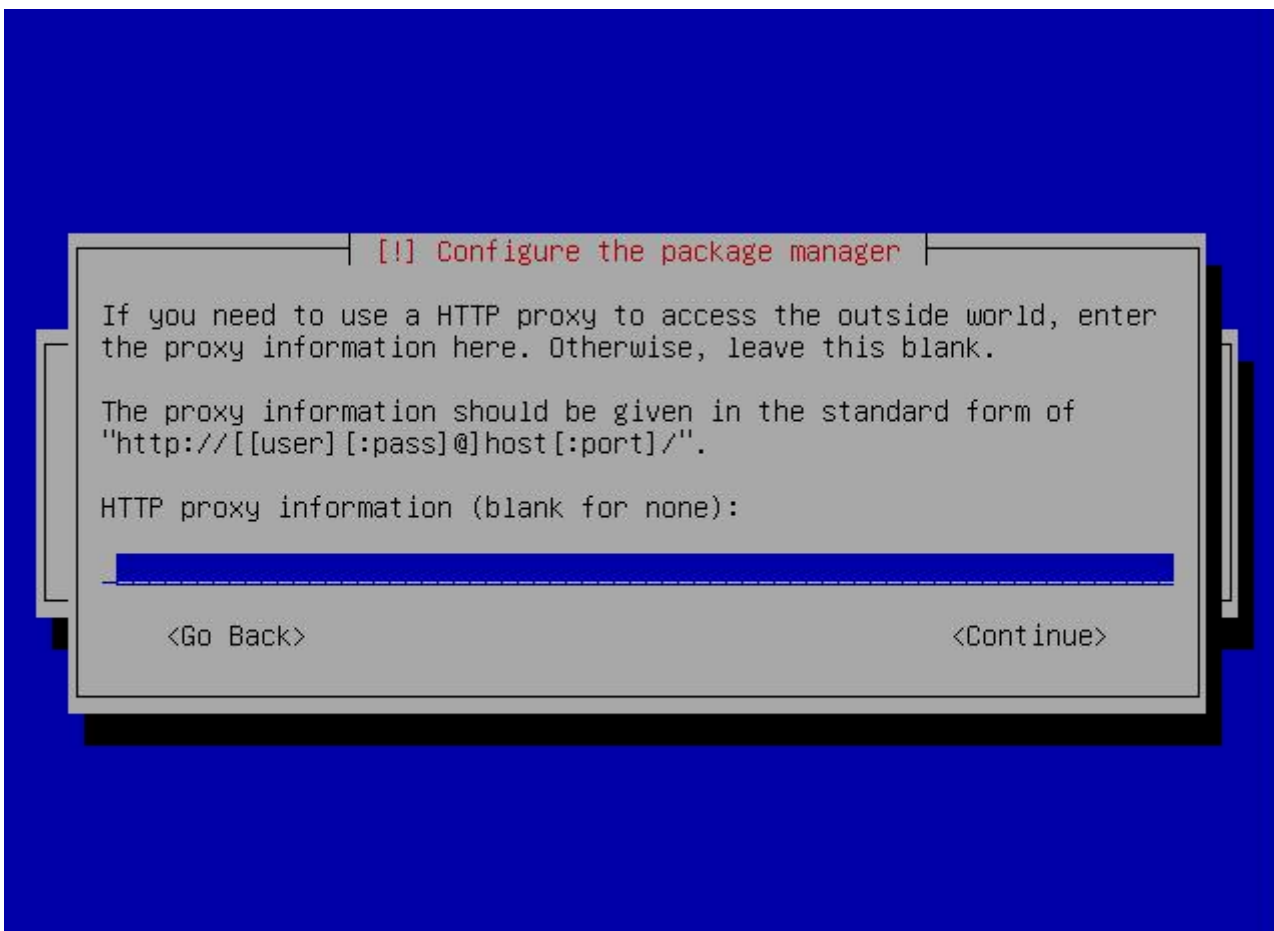 [!] Configure the package manager
If you need to use a HTTP proxy to access the outside world, enter
the proxy information here. Otherwise, leave this blank.
The proxy information should be given in the standard form of
"http://[[user][:pass]@]host[:port]/".
HTTP proxy information (blank for none):
<Go Back> <Continue>